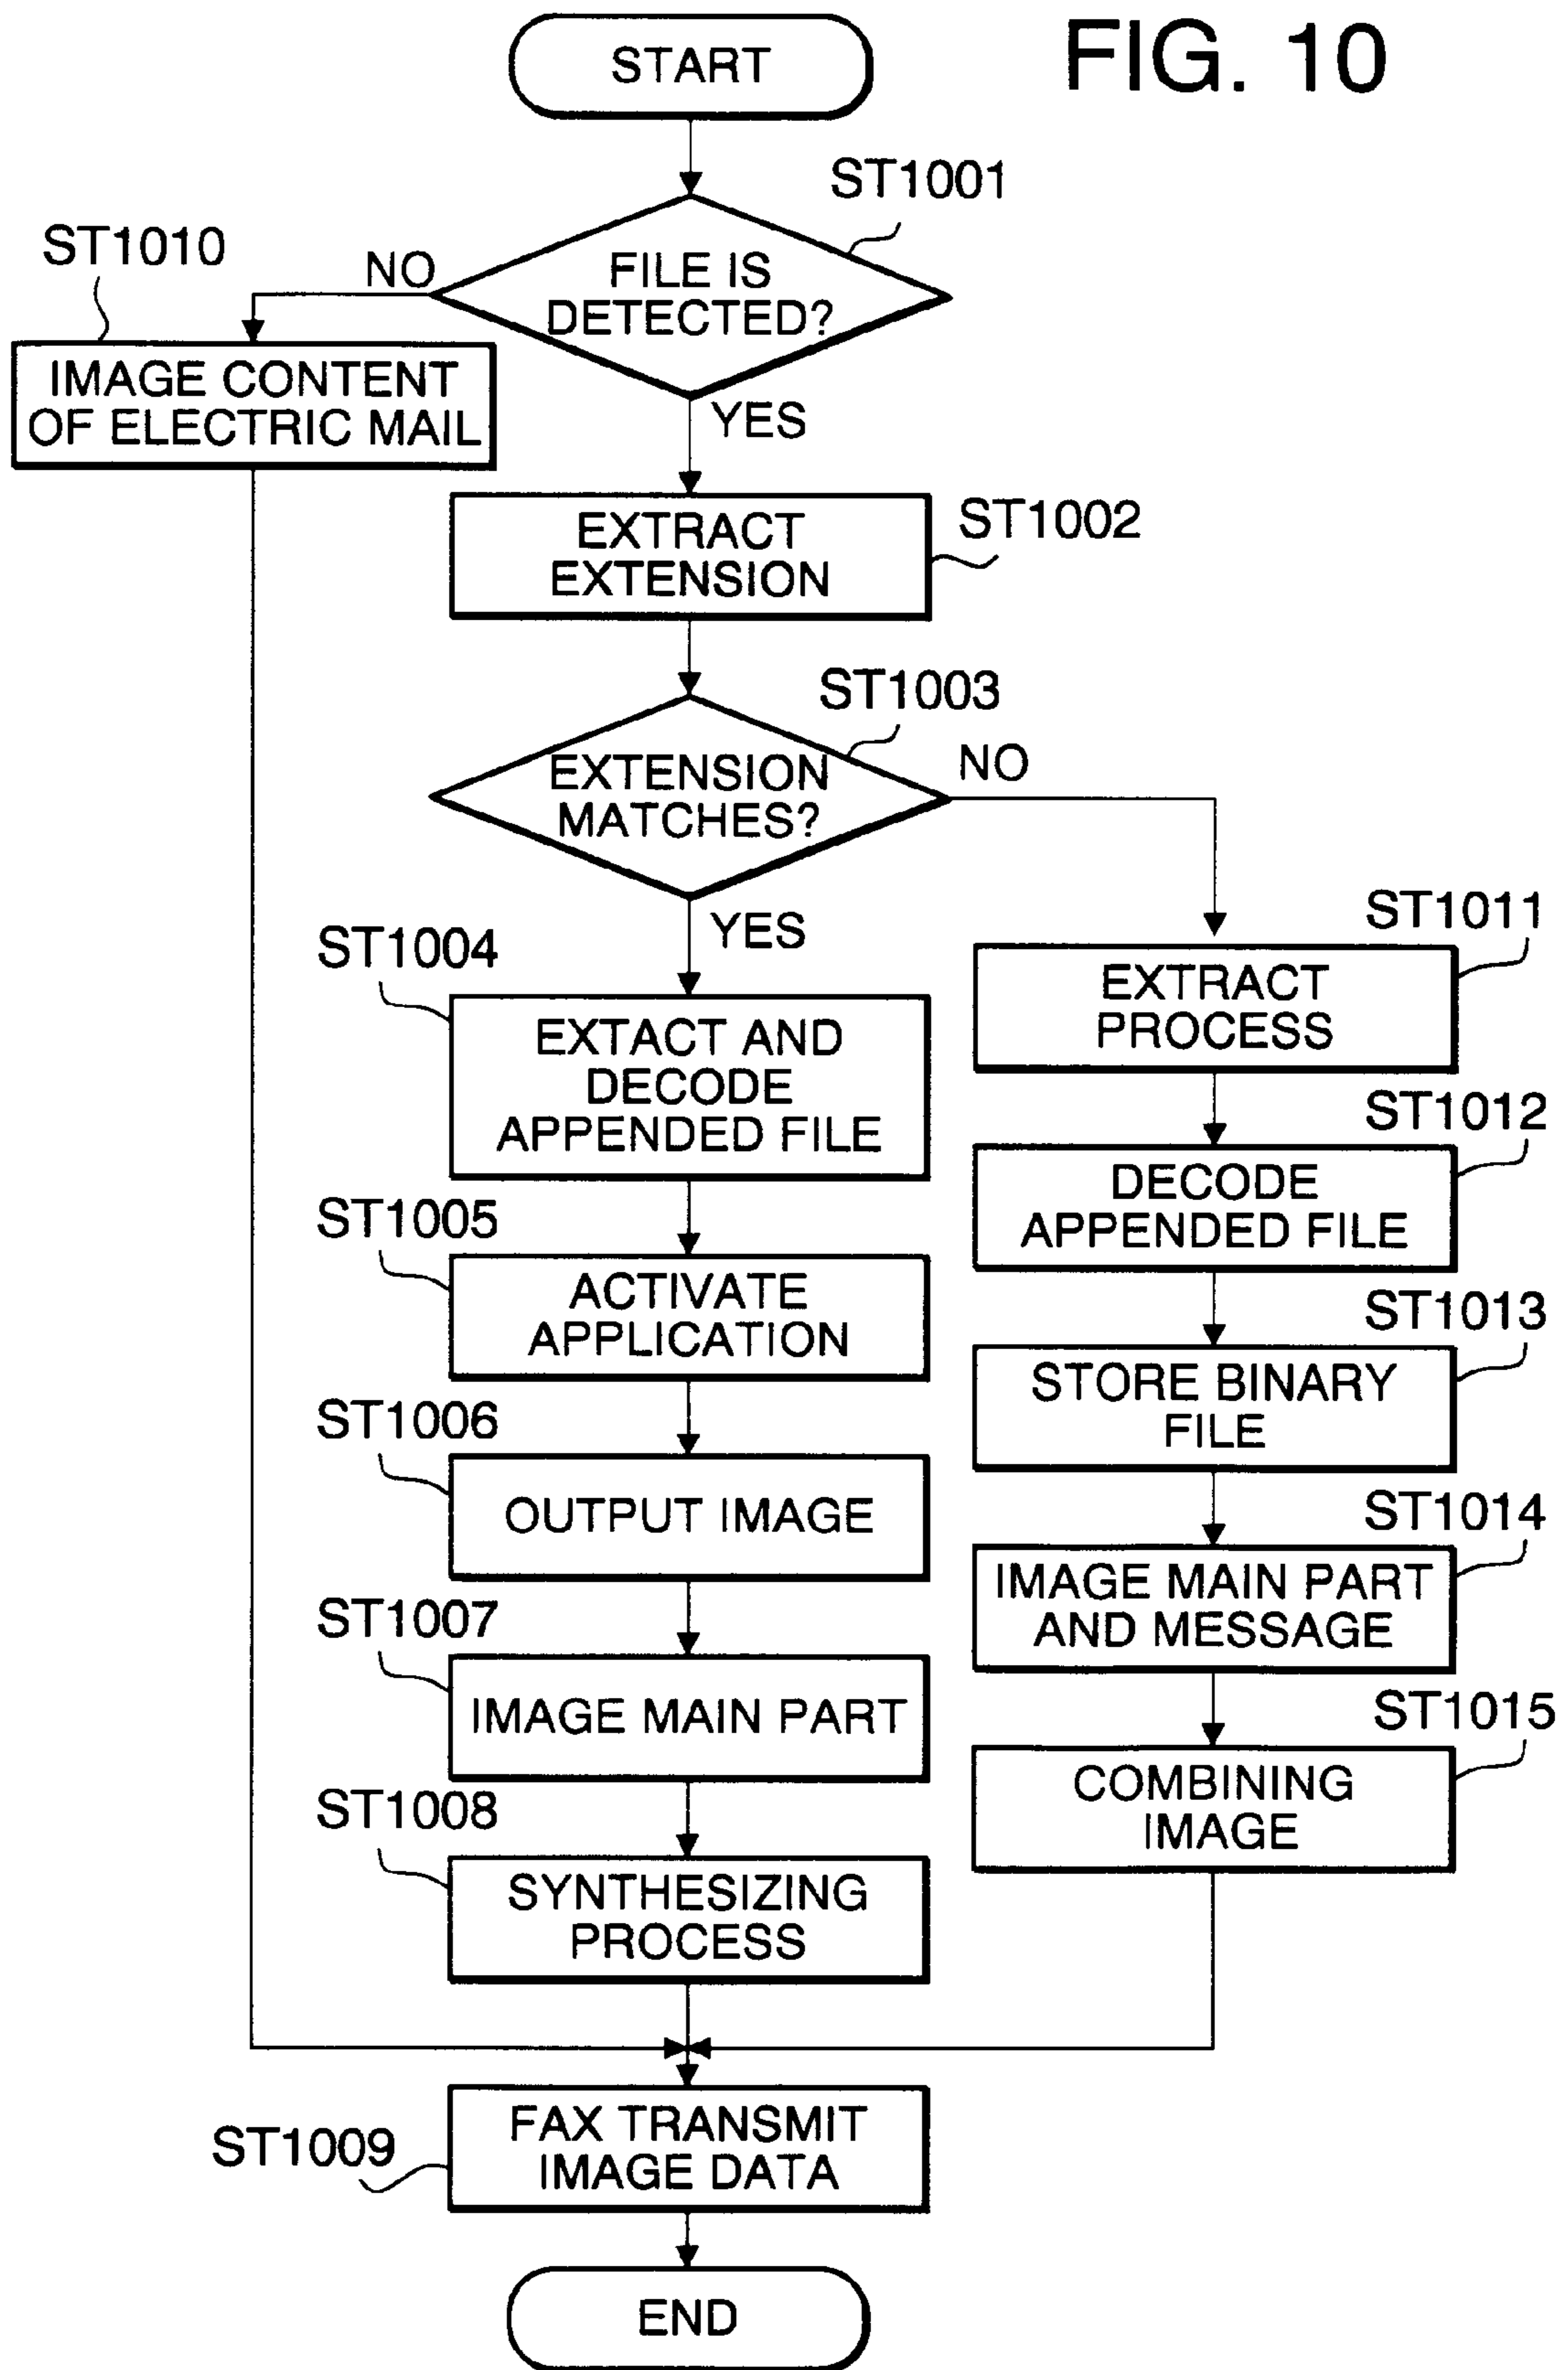 FIG. 10
START
ST1001
ST1010
NO
FILE IS
DETECTED?
IMAGE CONTENT
OF ELECTRIC MAIL
YES
EXTRACT
EXTENSION
ST1002
ST1003
EXTENSION
MATCHES?
NO
YES
ST1004
EXTACT AND
DECODE
APPENDED FILE
ST1005
ACTIVATE
APPLICATION
ST1006
OUTPUT IMAGE
ST1007
IMAGE MAIN PART
ST1008
SYNTHESIZING
PROCESS
ST1011
EXTRACT
PROCESS
ST1012
DECODE
APPENDED FILE
ST1013
STORE BINARY
FILE
ST1014
IMAGE MAIN PART
AND MESSAGE
ST1015
COMBINING
IMAGE
ST1009
FAX TRANSMIT
IMAGE DATA
END